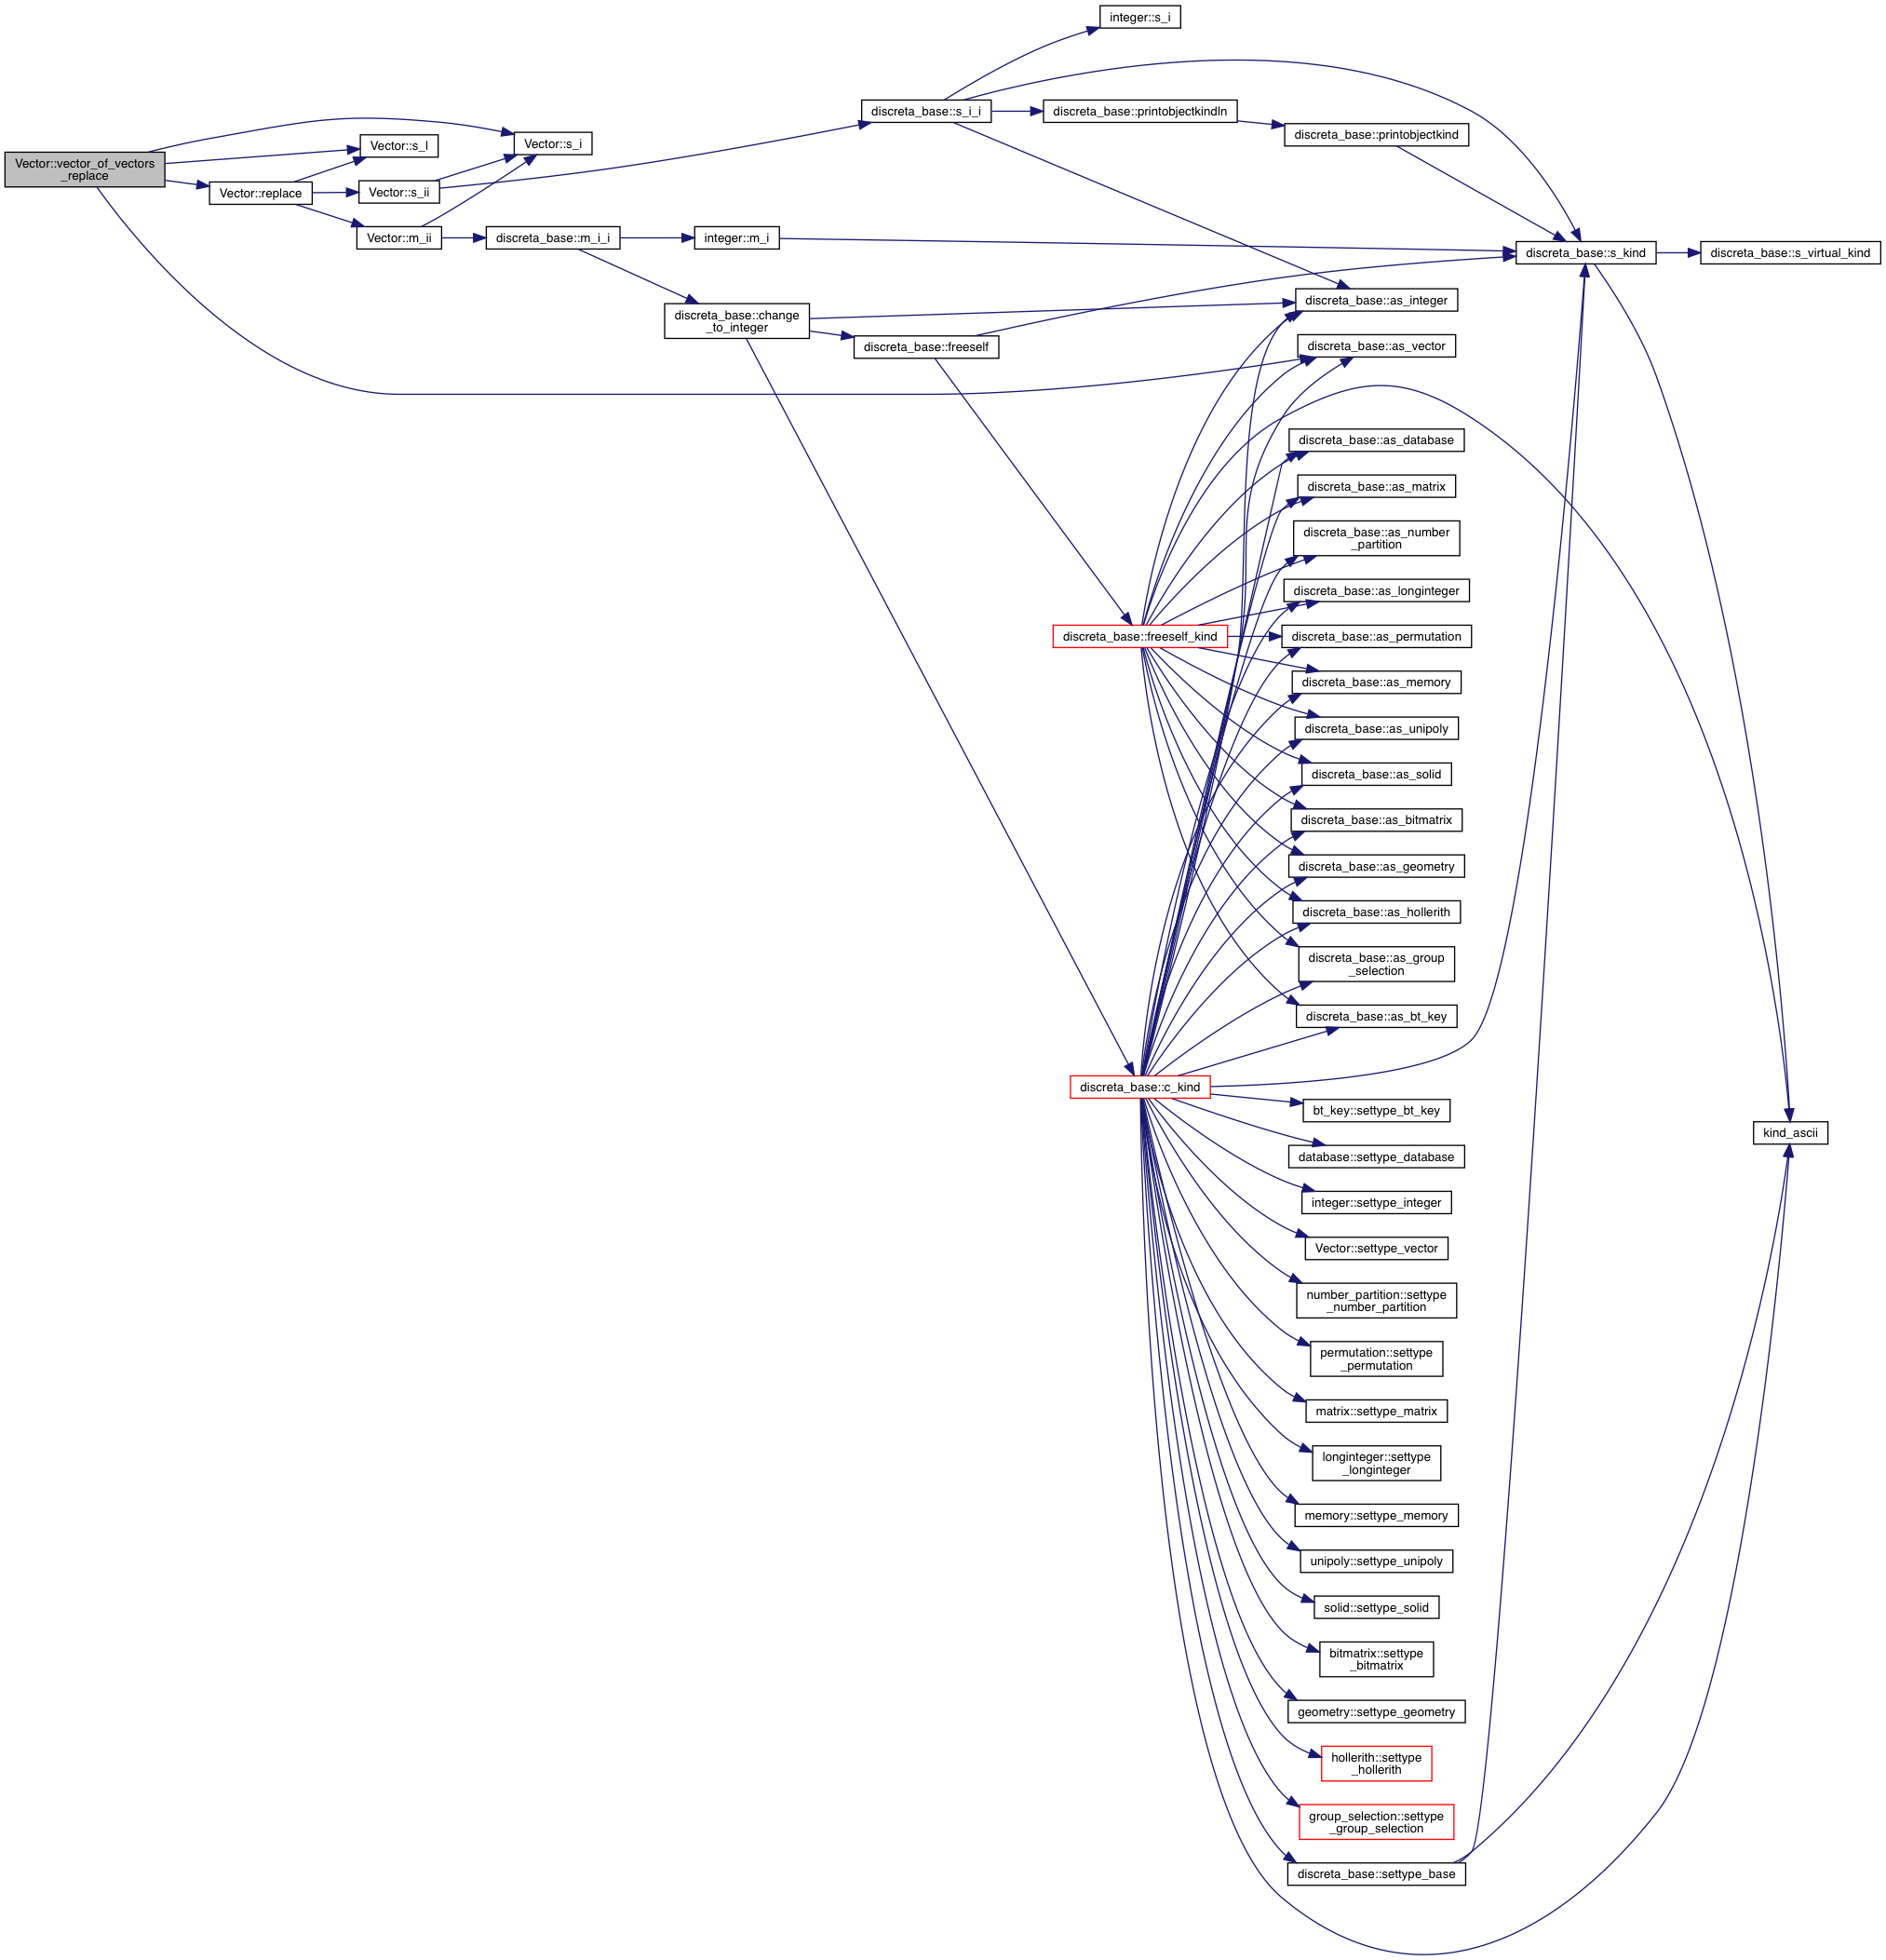 Vector::vector_of_vectors
_replace
Vector::s_i
Vector::s_l
Vector::replace
Vector::s_ii
Vector::m_ii
discreta_base::m_i_i
integer::m_i
discreta_base::change
_to_integer
discreta_base::freeself
integer::s_i
discreta_base::s_i_i
discreta_base::printobjectkindln
discreta_base::printobjectkind
discreta_base::s_kind
discreta_base::s_virtual_kind
discreta_base::as_integer
discreta_base::as_vector
discreta_base::as_database
discreta_base::as_matrix
discreta_base::as_number
_partition
discreta_base::as_longinteger
discreta_base::freeself_kind
discreta_base::as_permutation
discreta_base::as_memory
discreta_base::as_unipoly
discreta_base::as_solid
discreta_base::as_bitmatrix
discreta_base::as_geometry
discreta_base::as_hollerith
discreta_base::as_group
_selection
discreta_base::as_bt_key
discreta_base::c_kind
bt_key::settype_bt_key
kind_ascii
database::settype_database
integer::settype_integer
Vector::settype_vector
number_partition::settype
_number_partition
permutation::settype
_permutation
matrix::settype_matrix
longinteger::settype
_longinteger
memory::settype_memory
unipoly::settype_unipoly
solid::settype_solid
bitmatrix::settype
_bitmatrix
geometry::settype_geometry
hollerith::settype
_hollerith
group_selection::settype
_group_selection
discreta_base::settype_base